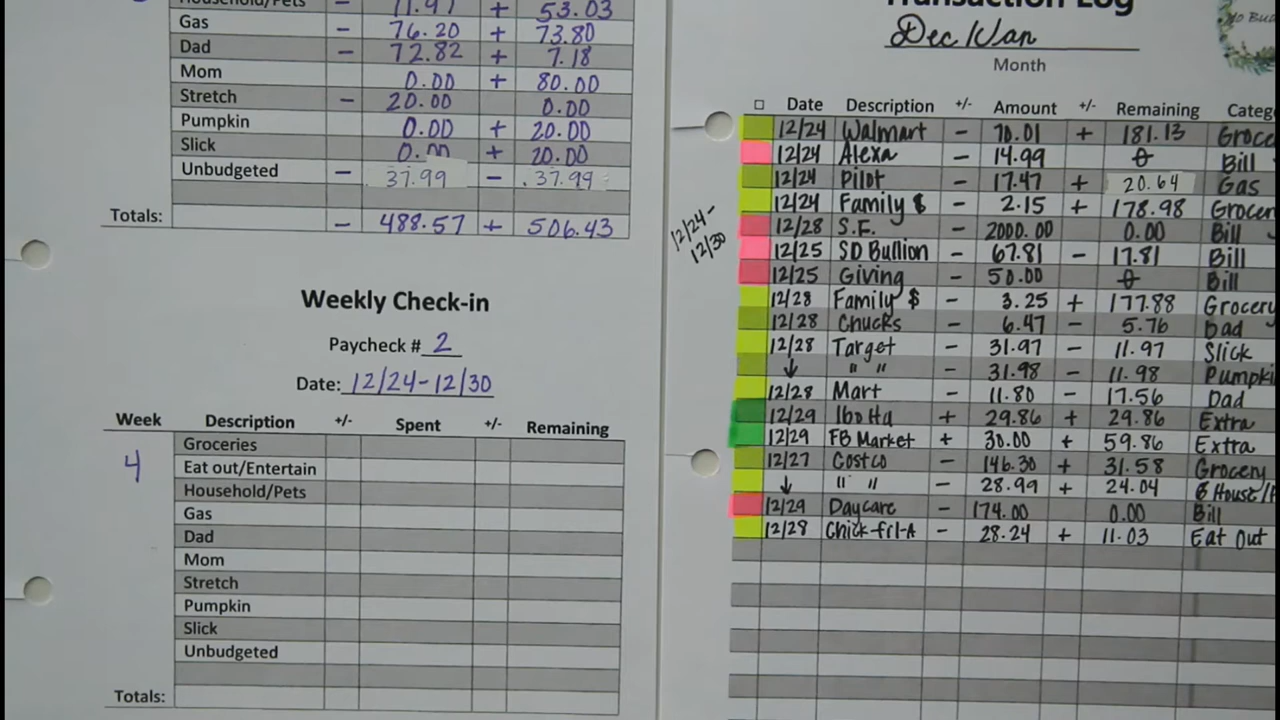 Household/Pets - 11.97 + 53.03
Gas - 76.20 + 73.80
Dad - 72.82 + 7.18
Mom 0.00 + 80.00
Stretch - 20.00 0.00
Pumpkin 0.00 + 20.00
Slick 0.00 + 20.00
Unbudgeted - 37.99 - 37.99
Totals: - 488.57 + 506.43
Weekly Check-in
Paycheck # 2
Date: 12/24-12/30
Week Description +/- Spent +/- Remaining
4
Groceries
Eat out/Entertain
Household/Pets
Gas
Dad
Mom
Stretch
Pumpkin
Slick
Unbudgeted
Totals:
Transaction Log
Dec/Jan
Month
12/24-
12/30
Date Description +/- Amount +/- Remaining Categ
12/24 Walmart - 70.01 + 181.13 Groce
12/24 Alexa - 14.99 0 Bill
12/24 Pilot - 17.47 + 20.64 Gas
12/24 Family $ - 2.15 + 178.98 Grocer
12/28 S.F. - 2000.00 0.00 Bill
12/25 SD Bullion - 67.81 - 17.81 Bill
12/25 Giving - 50.00 0 Bill
12/28 Family $ - 3.25 + 177.88 Grocery
12/28 Chucks - 6.47 - 5.76 Dad
12/28 Target - 31.97 - 11.97 Slick
↓ " " - 31.98 - 11.98 Pumpkin
12/28 Mart - 11.80 - 17.56 Dad
12/29 Ibotta + 29.86 + 29.86 Extra
12/29 FB Market + 30.00 + 59.86 Extra
12/27 Costco - 146.30 + 31.58 Grocery
↓ " " - 28.99 + 24.04 House/P
12/29 Daycare - 174.00 0.00 Bill
12/28 Chick-fil-A - 28.24 + 11.03 Eat Out